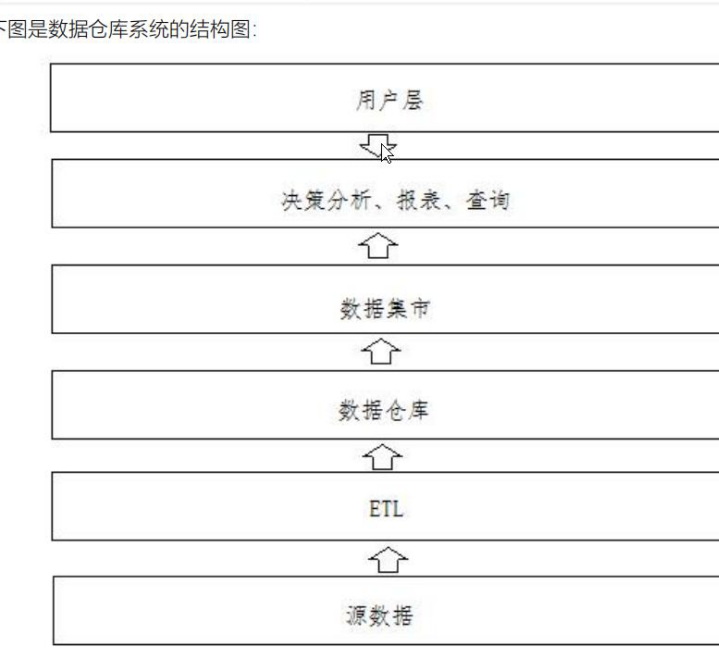 下图是数据仓库系统的结构图:
用户层
决策分析、报表、查询
数据集市
数据仓库
ETL
源数据